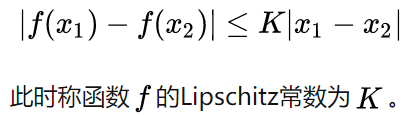 |f(x₁) − f(x₂)| ≤ K|x₁ − x₂|
此时称函数 f 的Lipschitz常数为 K 。